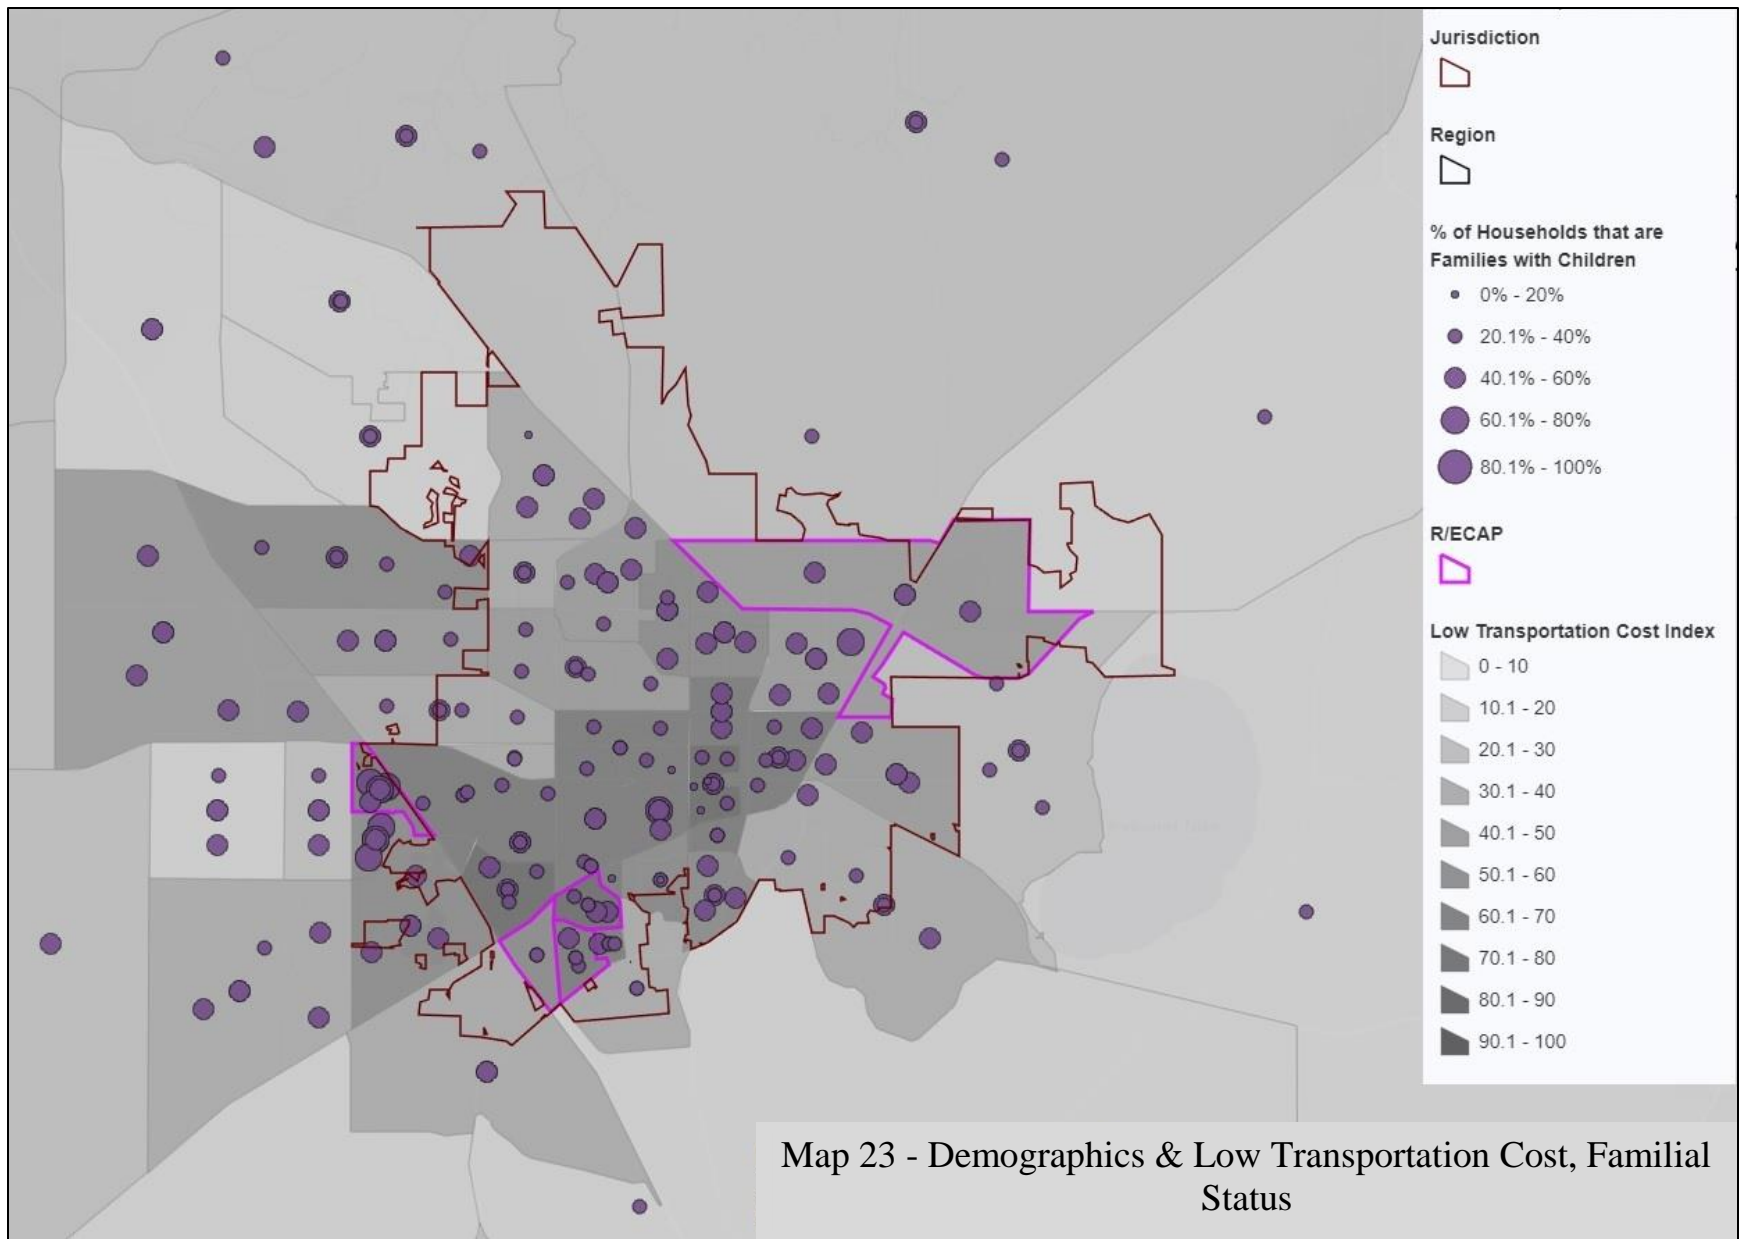 Jurisdiction
Region
% of Households that are
Families with Children
0% - 20%
20.1% - 40%
40.1% - 60%
60.1% - 80%
80.1% - 100%
R/ECAP
Low Transportation Cost Index
0 - 10
10.1 - 20
20.1 - 30
30.1 - 40
40.1 - 50
50.1 - 60
60.1 - 70
70.1 - 80
80.1 - 90
90.1 - 100
Map 23 - Demographics & Low Transportation Cost, Familial
Status